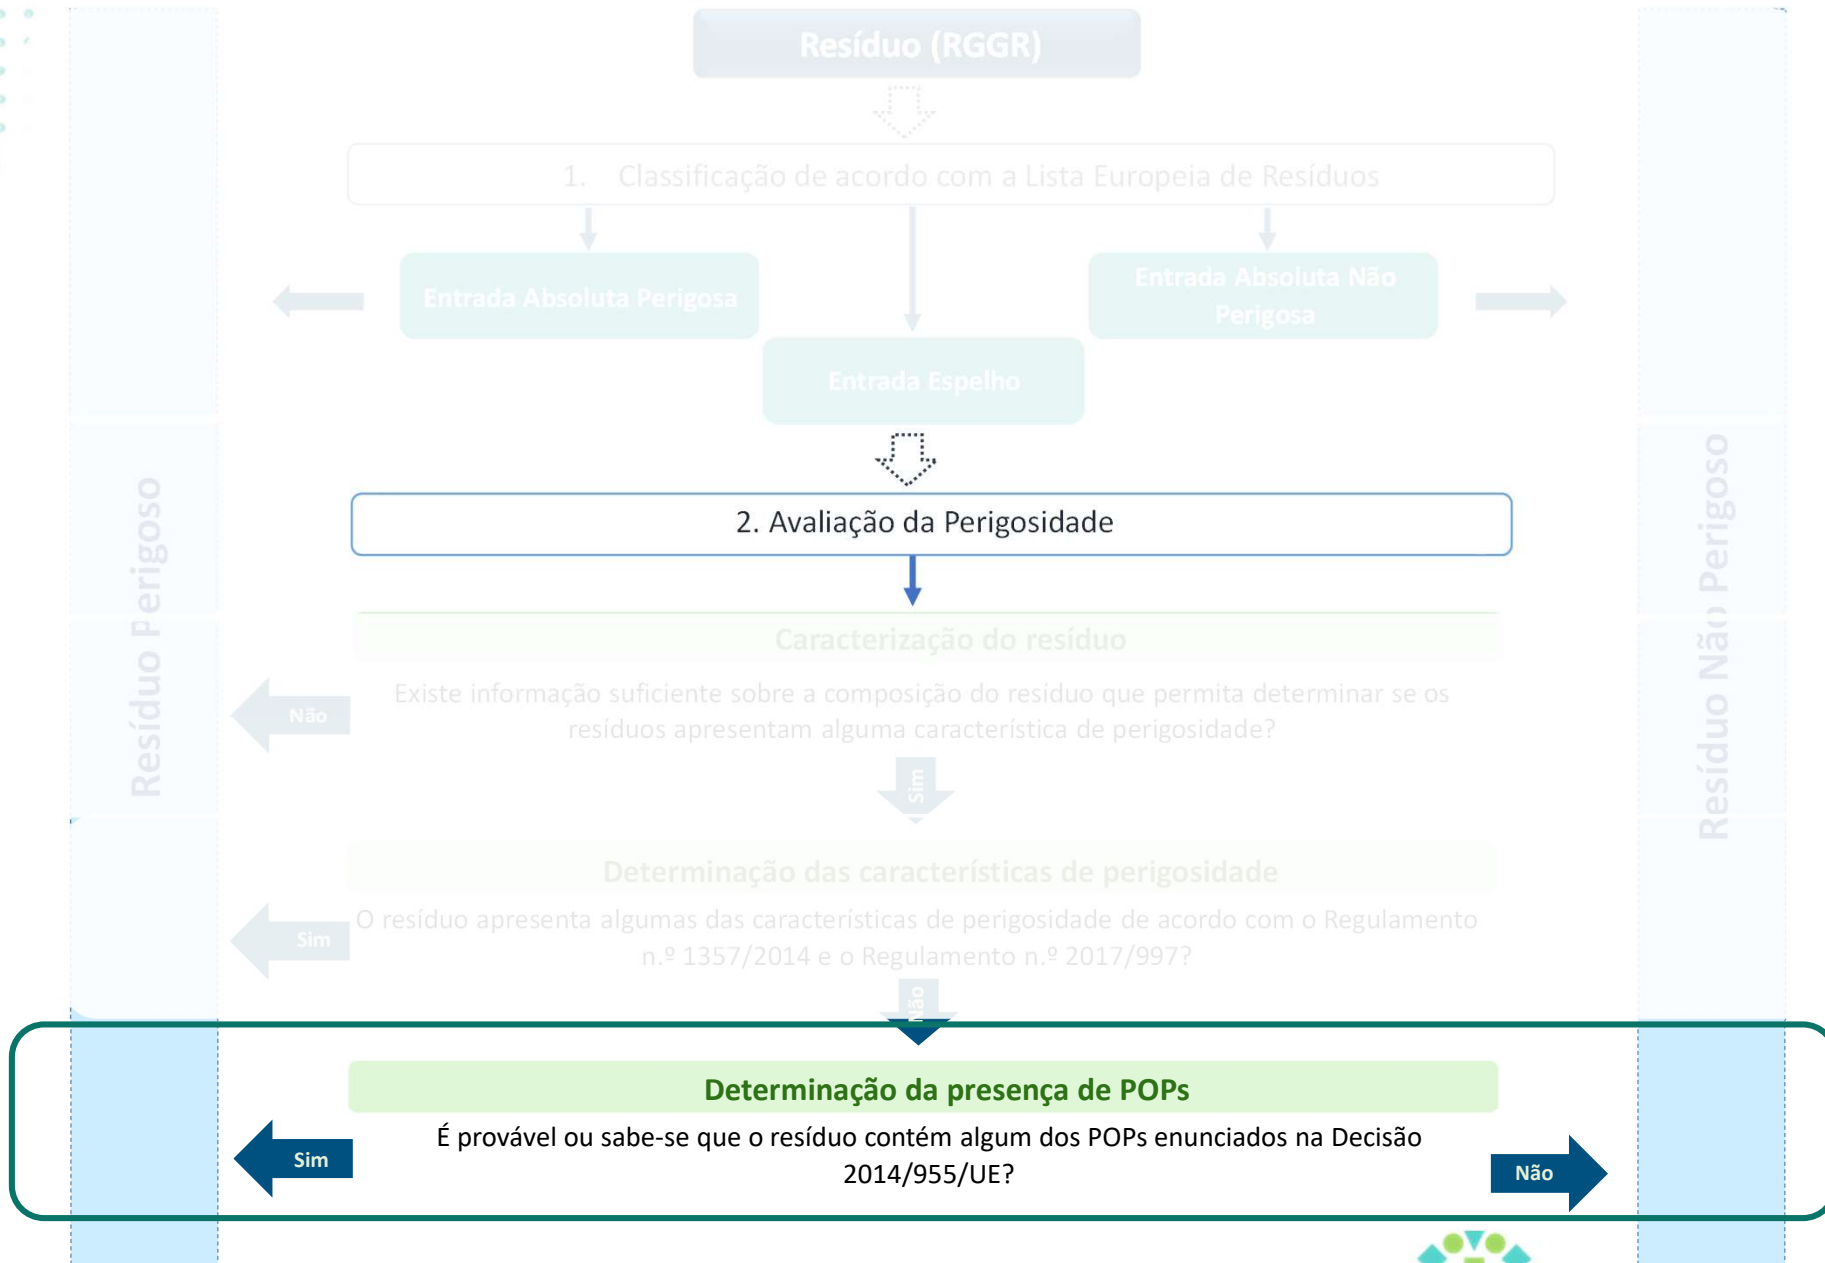 Resíduo (RGGR)
1. Classificação de acordo com a Lista Europeia de Resíduos
Entrada Absoluta Perigosa
Entrada Absoluta Não
Perigosa
Entrada Espelho
2. Avaliação da Perigosidade
Resíduo Perigoso
Resíduo Não Perigoso
Caracterização do resíduo
Existe informação suficiente sobre a composição do resíduo que permita determinar se os
resíduos apresentam alguma característica de perigosidade?
Não
Sim
Determinação das características de perigosidade
O resíduo apresenta algumas das características de perigosidade de acordo com o Regulamento
n.º 1357/2014 e o Regulamento n.º 2017/997?
Sim
Não
Determinação da presença de POPs
É provável ou sabe-se que o resíduo contém algum dos POPs enunciados na Decisão
2014/955/UE?
Sim
Não